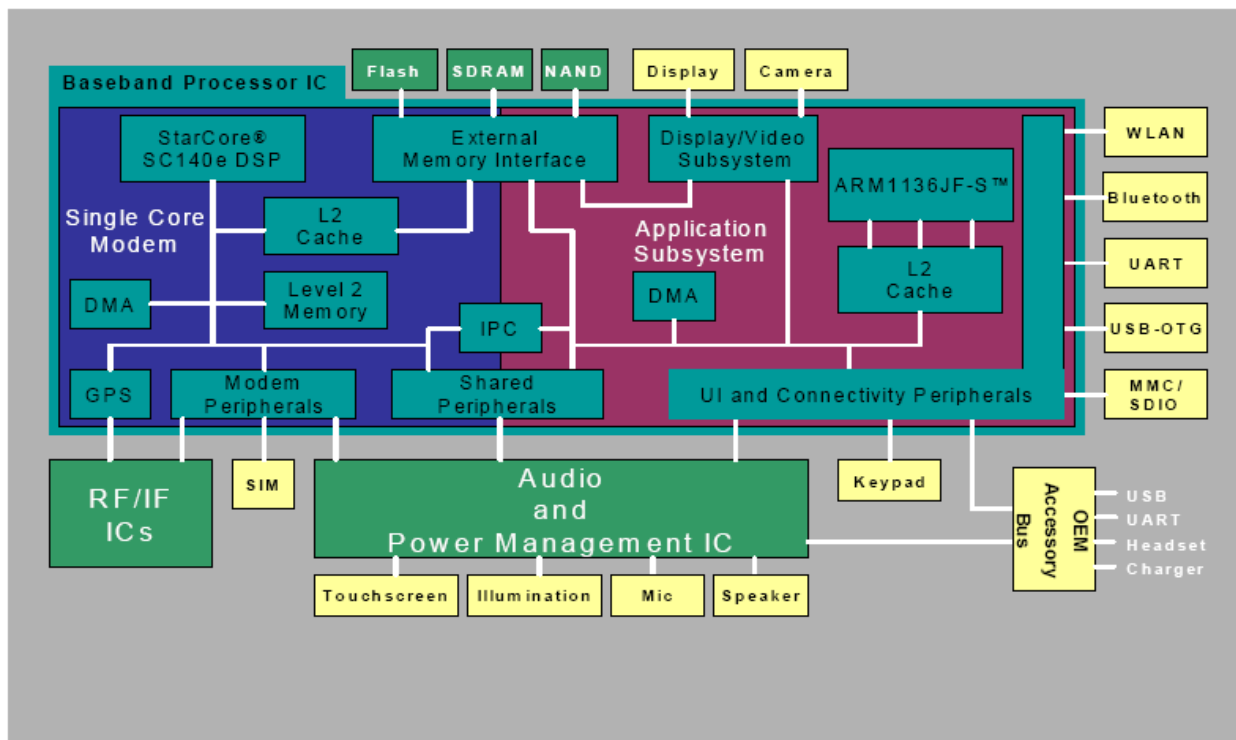 Flash
SDRAM
NAND
Display
Camera
Baseband Processor IC
StarCore®
SC140e DSP
External
Memory Interface
Display/Video
Subsystem
WLAN
ARM1136JF-S™
Bluetooth
Single Core
Modem
L2
Cache
Application
Subsystem
L2
Cache
UART
DMA
Level 2
Memory
DMA
IPC
USB-OTG
GPS
Modem
Peripherals
Shared
Peripherals
UI and Connectivity Peripherals
MMC/
SDIO
RF/IF
ICs
SIM
Audio
and
Power Management IC
Keypad
OEM
Accessory
Bus
USB
UART
Headset
Charger
Touchscreen
Illumination
Mic
Speaker